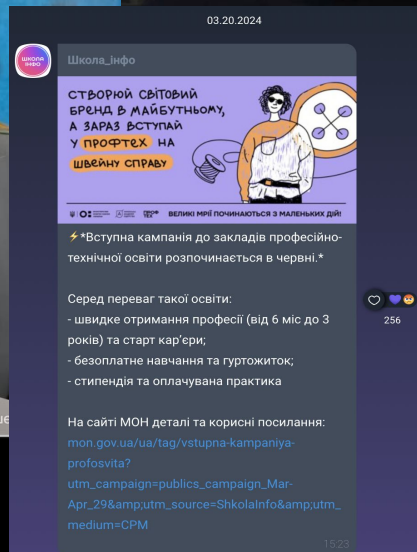 03.20.2024
ШКОЛА
ІНФО
Школа_інфо
СТВОРЮЙ СВІТОВИЙ
БРЕНД В МАЙБУТНЬОМУ,
А ЗАРАЗ ВСТУПАЙ
У ПРОФТЕХ НА
ШВЕЙНУ СПРАВУ
ВЕЛИКІ МРІЇ ПОЧИНАЮТЬСЯ З МАЛЕНЬКИХ ДІЙ!
⚡*Вступна кампанія до закладів професійно-
технічної освіти розпочинається в червні.*
Серед переваг такої освіти:
- швидке отримання професії (від 6 міс до 3
років) та старт кар’єри;
- безоплатне навчання та гуртожиток;
- стипендія та оплачувана практика
256
На сайті МОН деталі та корисні посилання:
mon.gov.ua/ua/tag/vstupna-kampaniya-
profosvita?
utm_campaign=publics_campaign_Mar-
Apr_29&amp;utm_source=ShkolaInfo&amp;utm_
medium=CPM
15:23